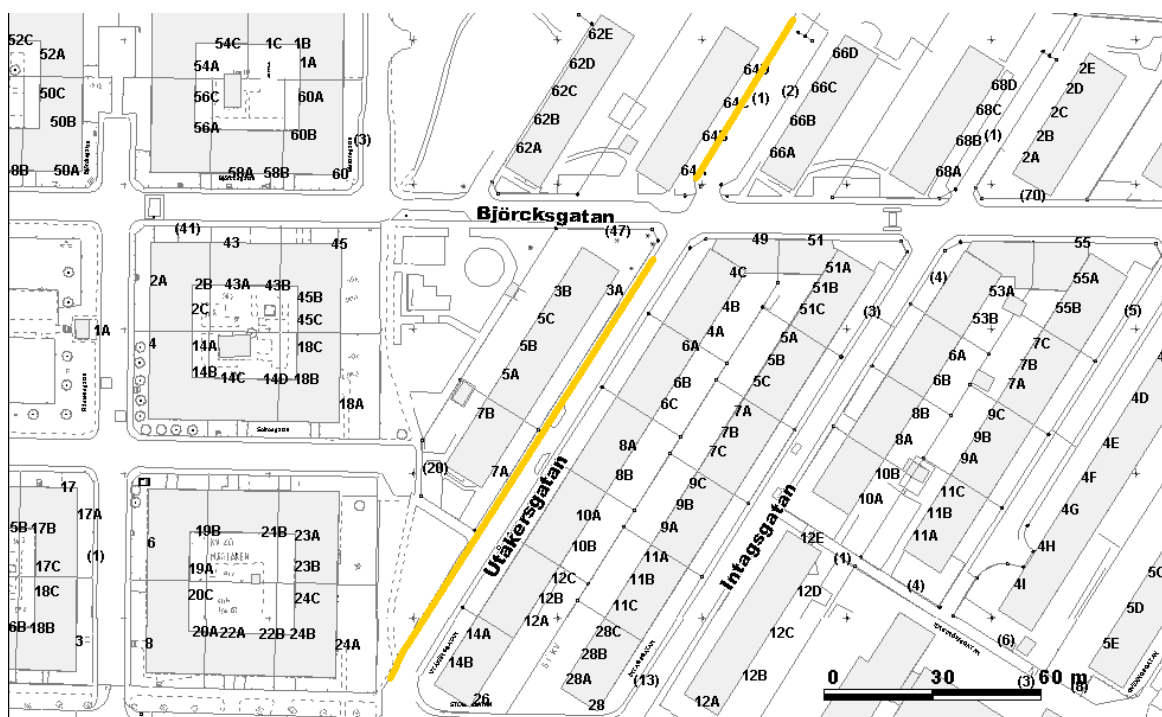 52C
52A
50C
50B
50A
54C
1C
1B
54A
1A
56C
60A
56A
60B
58A
58B
60
(3)
62E
62D
62C
62B
62A
64D
64C
64B
64
(1)
(2)
66D
66C
66B
66A
68D
68C
68B
68A
(1)
2E
2D
2C
2B
2A
(70)
Björcksgatan
(47)
(41)
43
45
2A
2B
43A
43B
2C
45B
45C
4
14A
18C
14B
14C
14D
18B
18A
1A
3B
3A
5C
5B
5A
7B
7A
(20)
49
51
4C
4B
4A
51A
51B
51C
(3)
6A
5A
6B
5B
6C
5C
7A
7B
7C
8A
8B
9C
9B
9A
10A
10B
11A
11B
11C
12C
12B
12A
14A
14B
28C
28B
28A
28
26
(13)
Utåkersgatan
Intagsgatan
(4)
55
53A
55A
53B
55B
(5)
6A
7C
7B
7A
6B
8B
9C
8A
9B
9A
10B
10A
11C
11B
11A
4D
4E
4F
4G
4H
4I
12E
12D
12C
12B
12A
(1)
(4)
(6)
(3)
(8)
5D
5E
17
17A
17B
17C
18C
18B
3
(1)
6
19B
21B
23A
19A
23B
20C
24C
20A
22A
22B
24B
24A
8
0 30 60 m